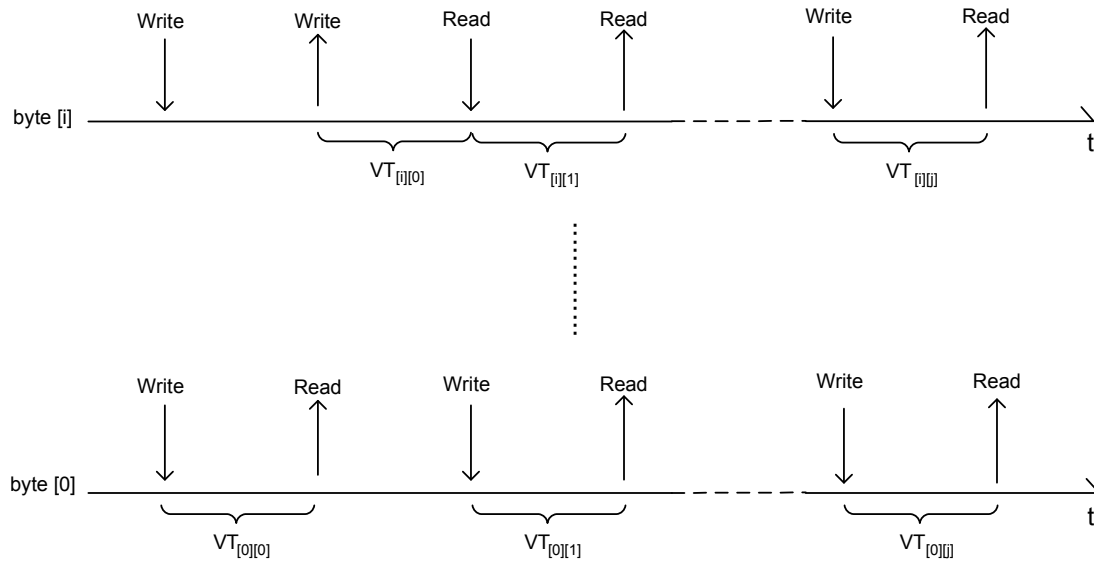 Write Write Read Read Write Read
byte [i]
t
VT[i][0] VT[i][1] VT[i][j]
Write Read Write Read Write Read
byte [0]
t
VT[0][0] VT[0][1] VT[0][j]